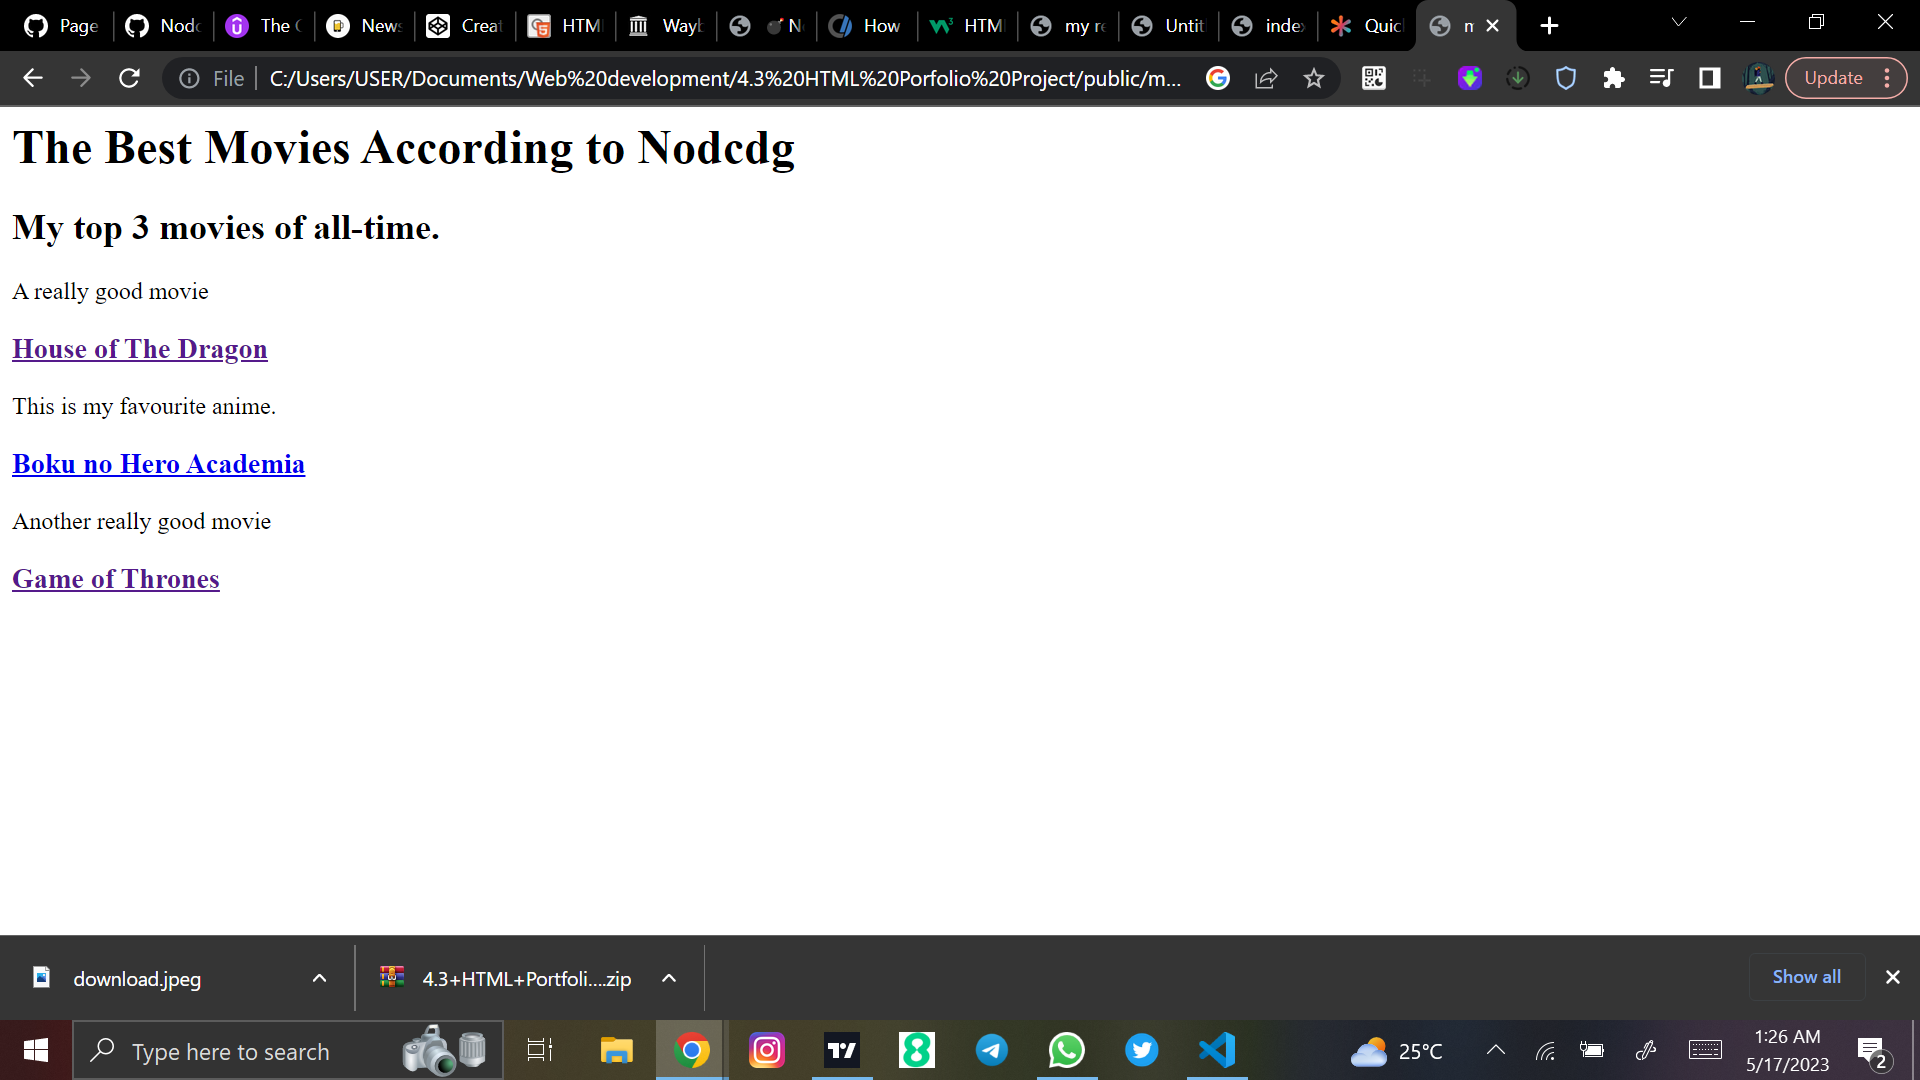 Page
Nodc
The C
News
Creat
HTMl
Wayb
No
How
HTMl
my re
Untit
index
Quicl
n
File
C:/Users/USER/Documents/Web%20development/4.3%20HTML%20Porfolio%20Project/public/m...
Update
The Best Movies According to Nodcdg
My top 3 movies of all-time.
A really good movie
House of The Dragon
This is my favourite anime.
Boku no Hero Academia
Another really good movie
Game of Thrones
download.jpeg
4.3+HTML+Portfoli....zip
Show all
Type here to search
25°C
1:26 AM
5/17/2023
2